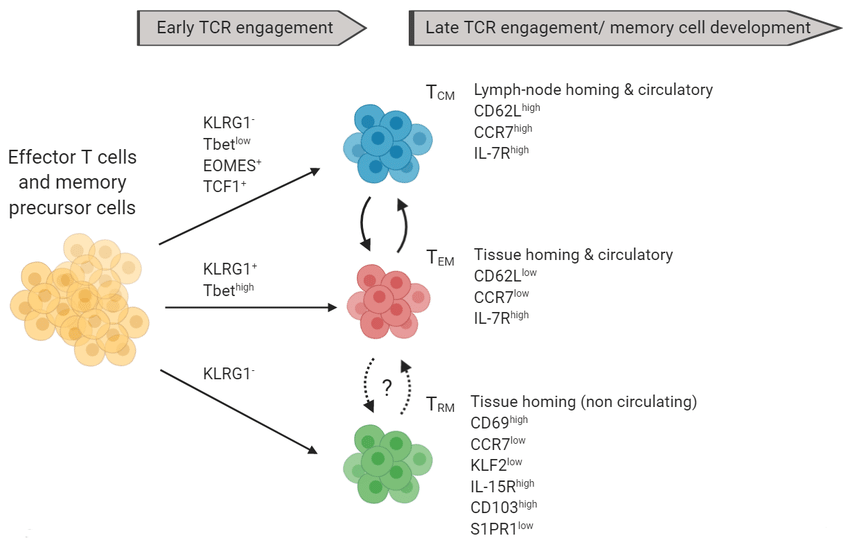 Early TCR engagement
Late TCR engagement/ memory cell development
Effector T cells
and memory
precursor cells
KLRG1⁻
Tbetˡᵒʷ
EOMES⁺
TCF1⁺
KLRG1⁺
Tbetʰⁱᵍʰ
KLRG1⁻
TCM
Lymph-node homing & circulatory
CD62Lʰⁱᵍʰ
CCR7ʰⁱᵍʰ
IL-7Rʰⁱᵍʰ
TEM
Tissue homing & circulatory
CD62Lˡᵒʷ
CCR7ˡᵒʷ
IL-7Rʰⁱᵍʰ
?
TRM
Tissue homing (non circulating)
CD69ʰⁱᵍʰ
CCR7ˡᵒʷ
KLF2ˡᵒʷ
IL-15Rʰⁱᵍʰ
CD103ʰⁱᵍʰ
S1PR1ˡᵒʷ